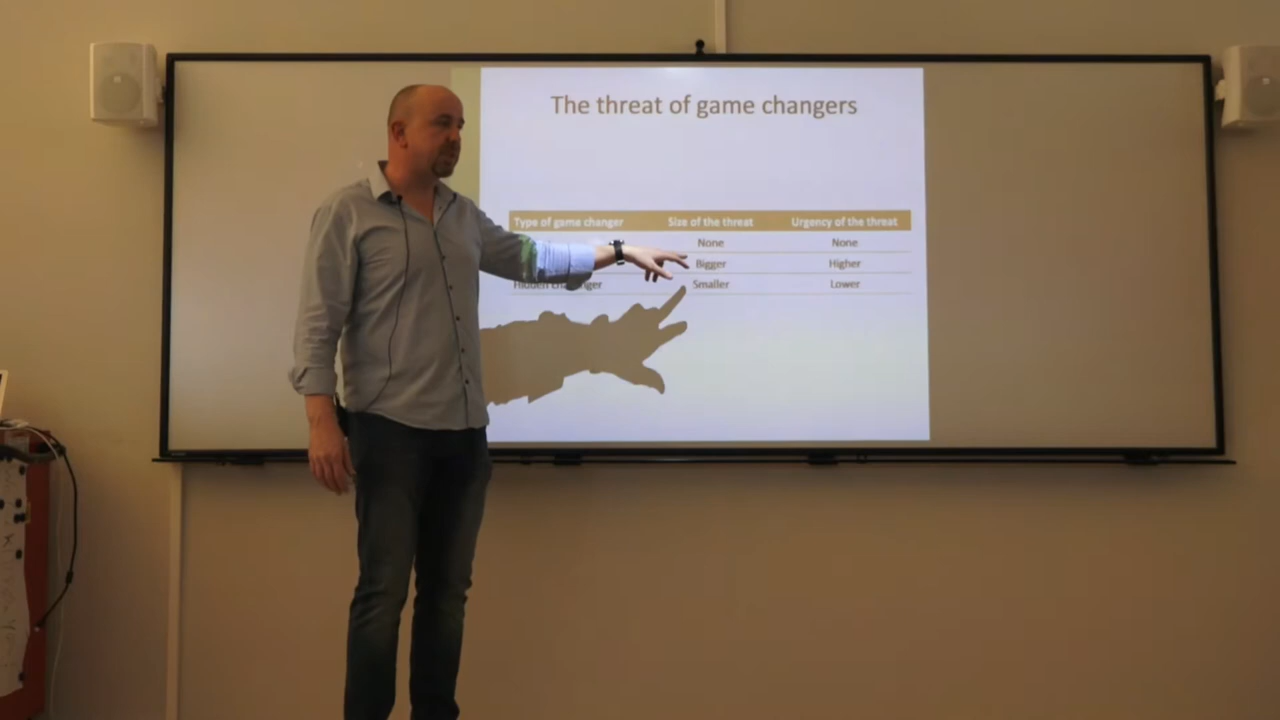 The threat of game changers
Type of game changer Size of the threat Urgency of the threat
None None
Bigger Higher
Hidden Smaller Lower